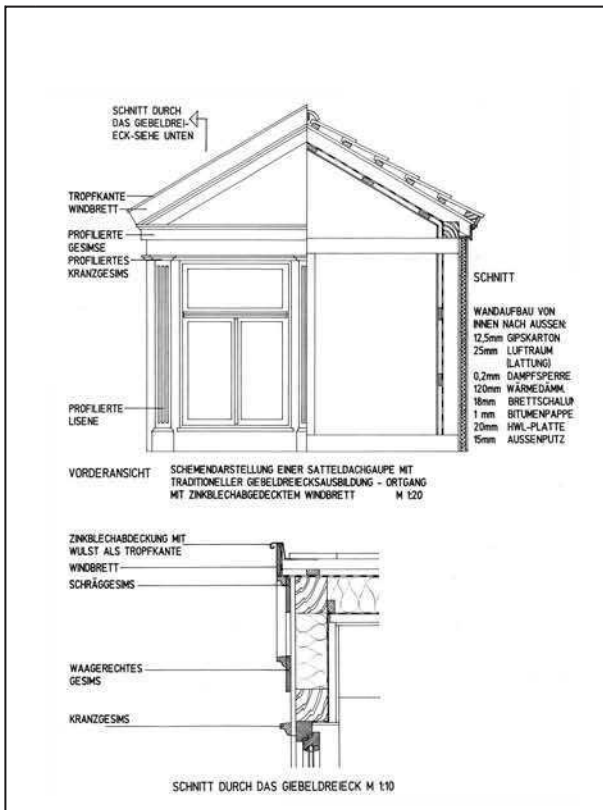 SCHNITT DURCH
DAS GIEBELDREI-
ECK-SIEHE UNTEN
TROPFKANTE
WINDBRETT
PROFILIERTE
GESIMSE
PROFILIERTES
KRANZGESIMS
PROFILIERTE
LISENE
SCHNITT
WANDAUFBAU VON
INNEN NACH AUSSEN:
12,5mm GIPSKARTON
25mm LUFTRAUM
(LATTUNG)
0,2mm DAMPFSPERRE
120mm WÄRMEDÄMM.
18mm BRETTSCHALUN
1 mm BITUMENPAPPE
20mm HWL-PLATTE
15mm AUSSENPUTZ
VORDERANSICHT
SCHEMENDARSTELLUNG EINER SATTELDACHGAUPE MIT
TRADITIONELLER GIEBELDREIECKSAUSBILDUNG - ORTGANG
MIT ZINKBLECHABGEDECKTEM WINDBRETT M 1:20
ZINKBLECHABDECKUNG MIT
WULST ALS TROPFKANTE
WINDBRETT
SCHRÄGGESIMS
WAAGERECHTES
GESIMS
KRANZGESIMS
SCHNITT DURCH DAS GIEBELDREIECK M 1:10